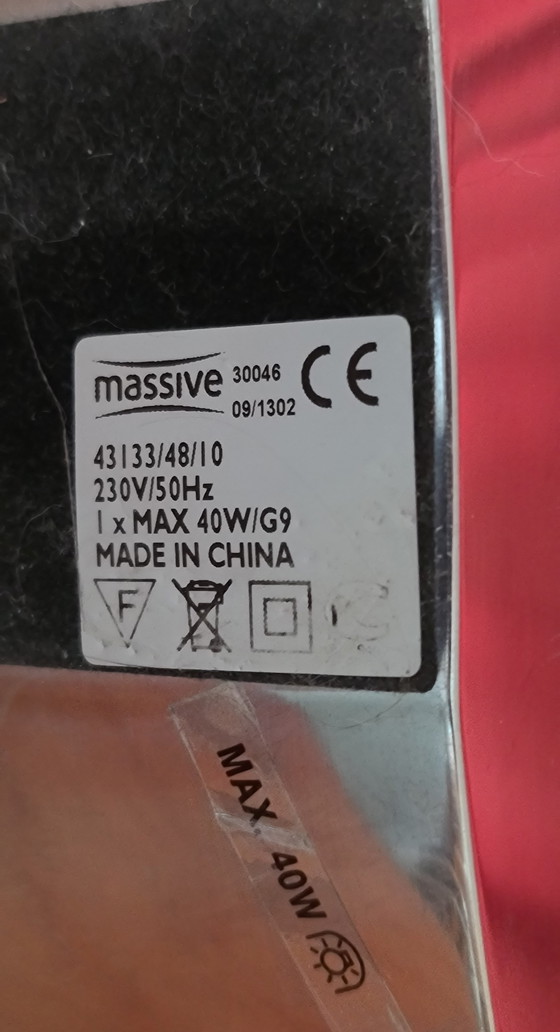 massive 30046 CE
09/1302
43133/48/10
230V/50Hz
1 x MAX 40W/G9
MADE IN CHINA
F
MAX. 40W